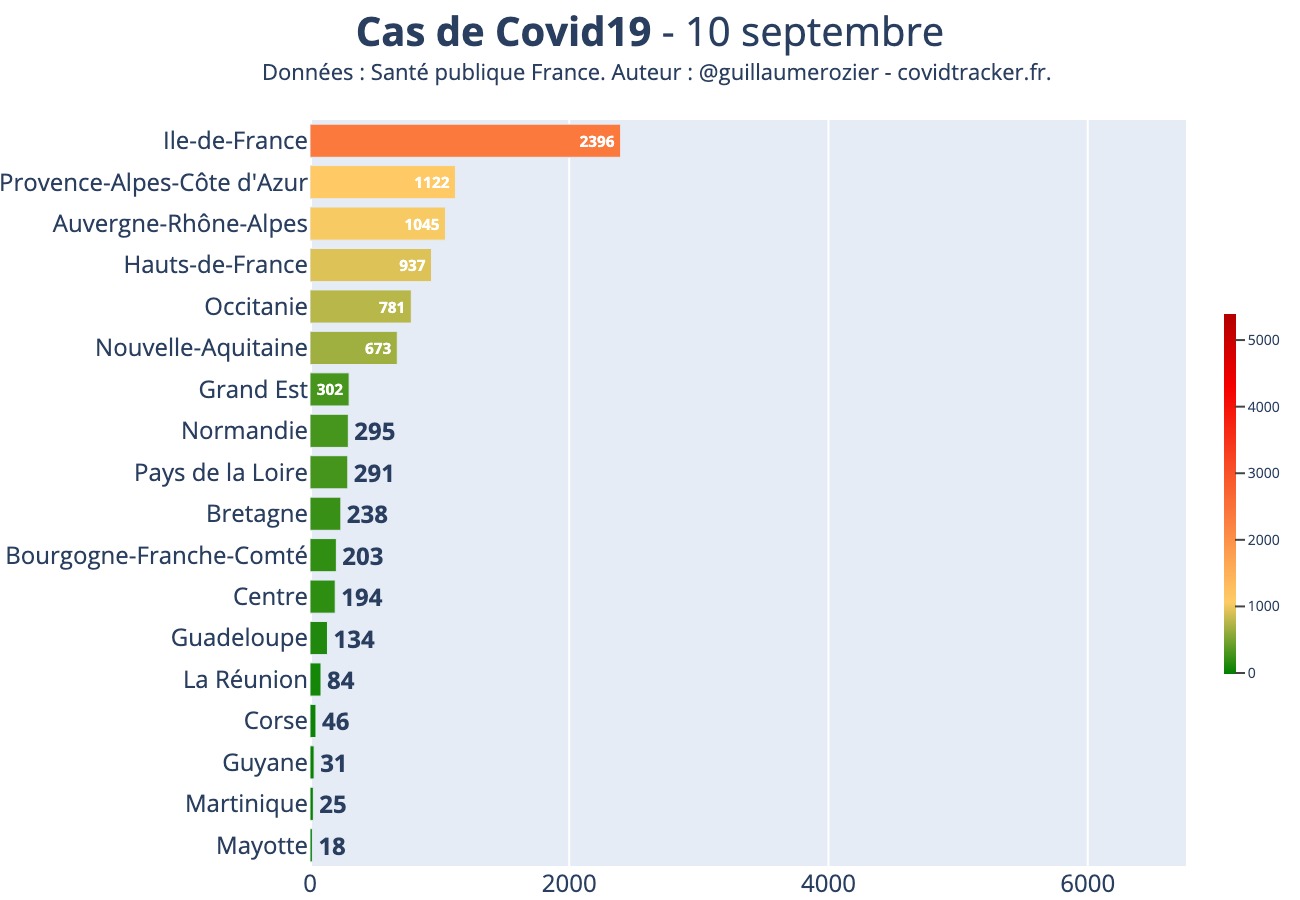 Cas de Covid19 - 10 septembre
Données : Santé publique France. Auteur : @guillaumerozier - covidtracker.fr.
Ile-de-France 2396
Provence-Alpes-Côte d'Azur 1122
Auvergne-Rhône-Alpes 1045
Hauts-de-France 937
Occitanie 781
Nouvelle-Aquitaine 673
Grand Est 302
Normandie 295
Pays de la Loire 291
Bretagne 238
Bourgogne-Franche-Comté 203
Centre 194
Guadeloupe 134
La Réunion 84
Corse 46
Guyane 31
Martinique 25
Mayotte 18
0 2000 4000 6000
5000
4000
3000
2000
1000
0